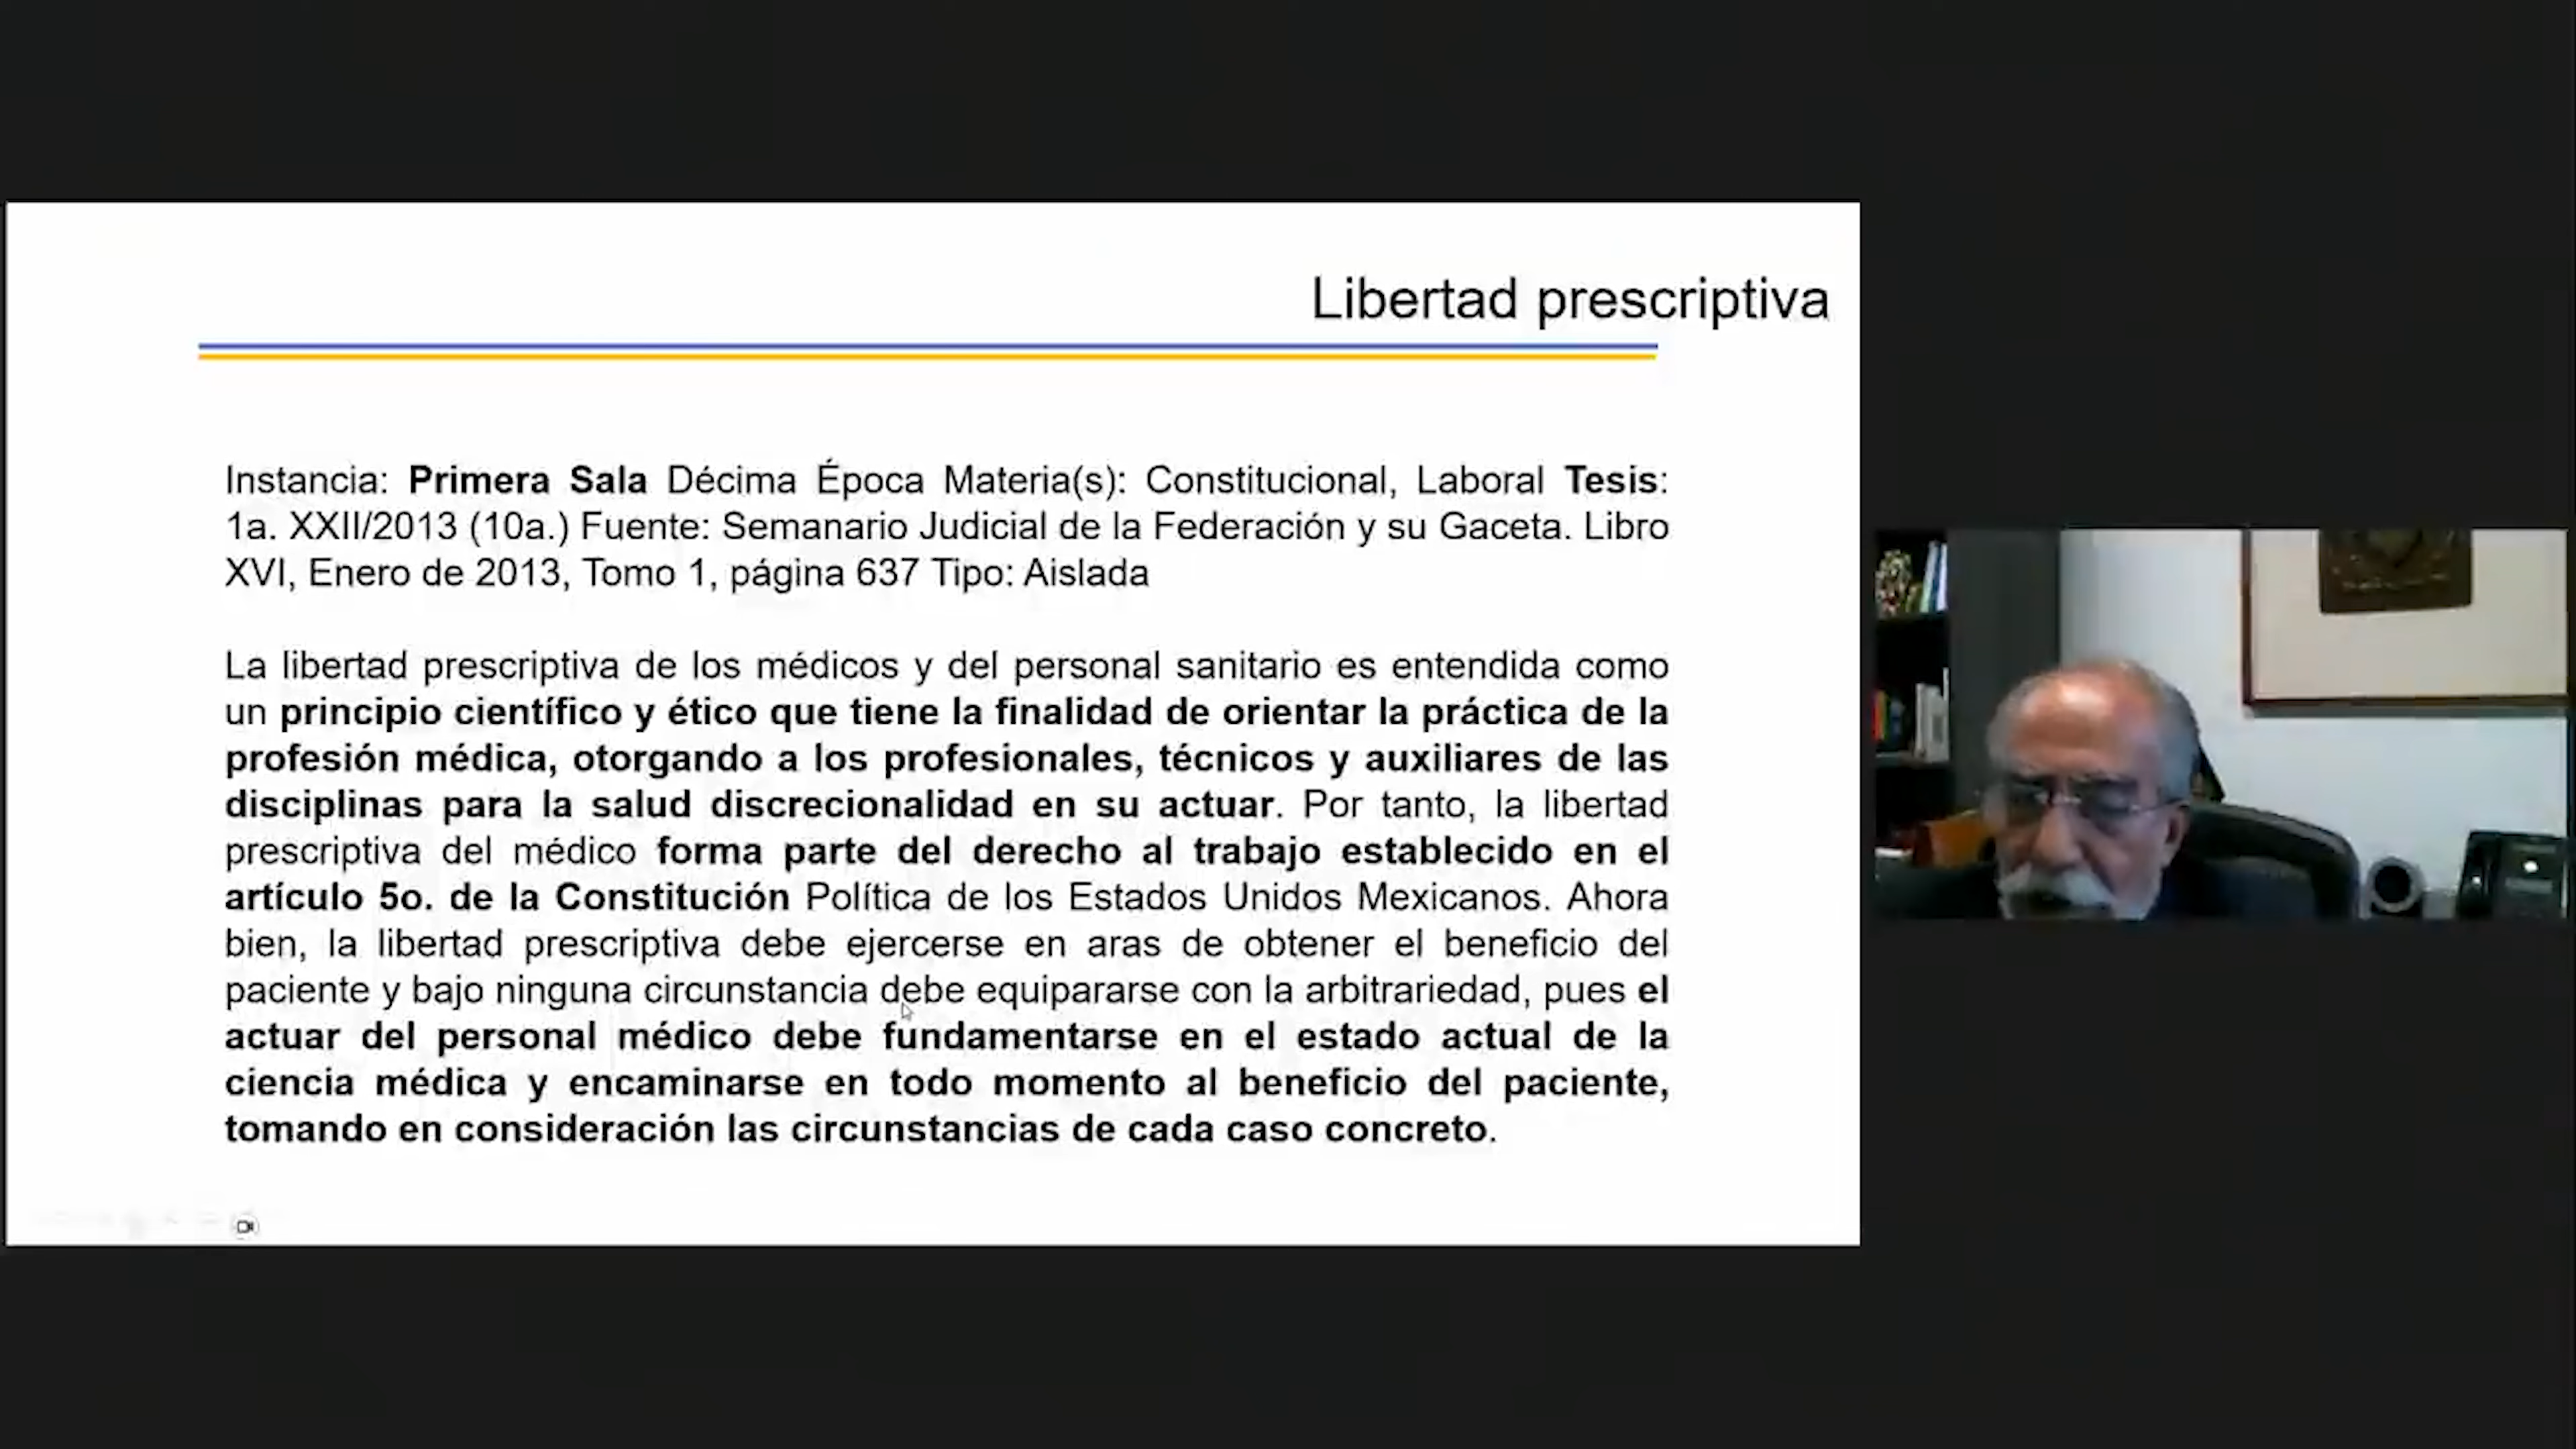 Libertad prescriptiva
Instancia: Primera Sala Décima Época Materia(s): Constitucional, Laboral Tesis:
1a. XXII/2013 (10a.) Fuente: Semanario Judicial de la Federación y su Gaceta. Libro
XVI, Enero de 2013, Tomo 1, página 637 Tipo: Aislada
La libertad prescriptiva de los médicos y del personal sanitario es entendida como
un principio científico y ético que tiene la finalidad de orientar la práctica de la
profesión médica, otorgando a los profesionales, técnicos y auxiliares de las
disciplinas para la salud discrecionalidad en su actuar. Por tanto, la libertad
prescriptiva del médico forma parte del derecho al trabajo establecido en el
artículo 5o. de la Constitución Política de los Estados Unidos Mexicanos. Ahora
bien, la libertad prescriptiva debe ejercerse en aras de obtener el beneficio del
paciente y bajo ninguna circunstancia debe equipararse con la arbitrariedad, pues el
actuar del personal médico debe fundamentarse en el estado actual de la
ciencia médica y encaminarse en todo momento al beneficio del paciente,
tomando en consideración las circunstancias de cada caso concreto.